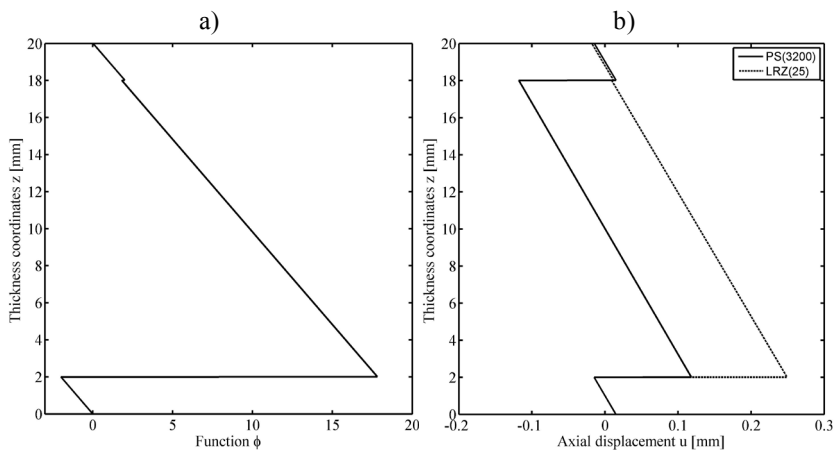 a)
20
18
16
14
12
10
8
6
4
2
0
Thickness coordinates z [mm]
0 5 10 15 20
Function ϕ
b)
PS(3200)
LRZ(25)
20
18
16
14
12
10
8
6
4
2
0
Thickness coordinates z [mm]
-0.2 -0.1 0 0.1 0.2 0.3
Axial displacement u [mm]